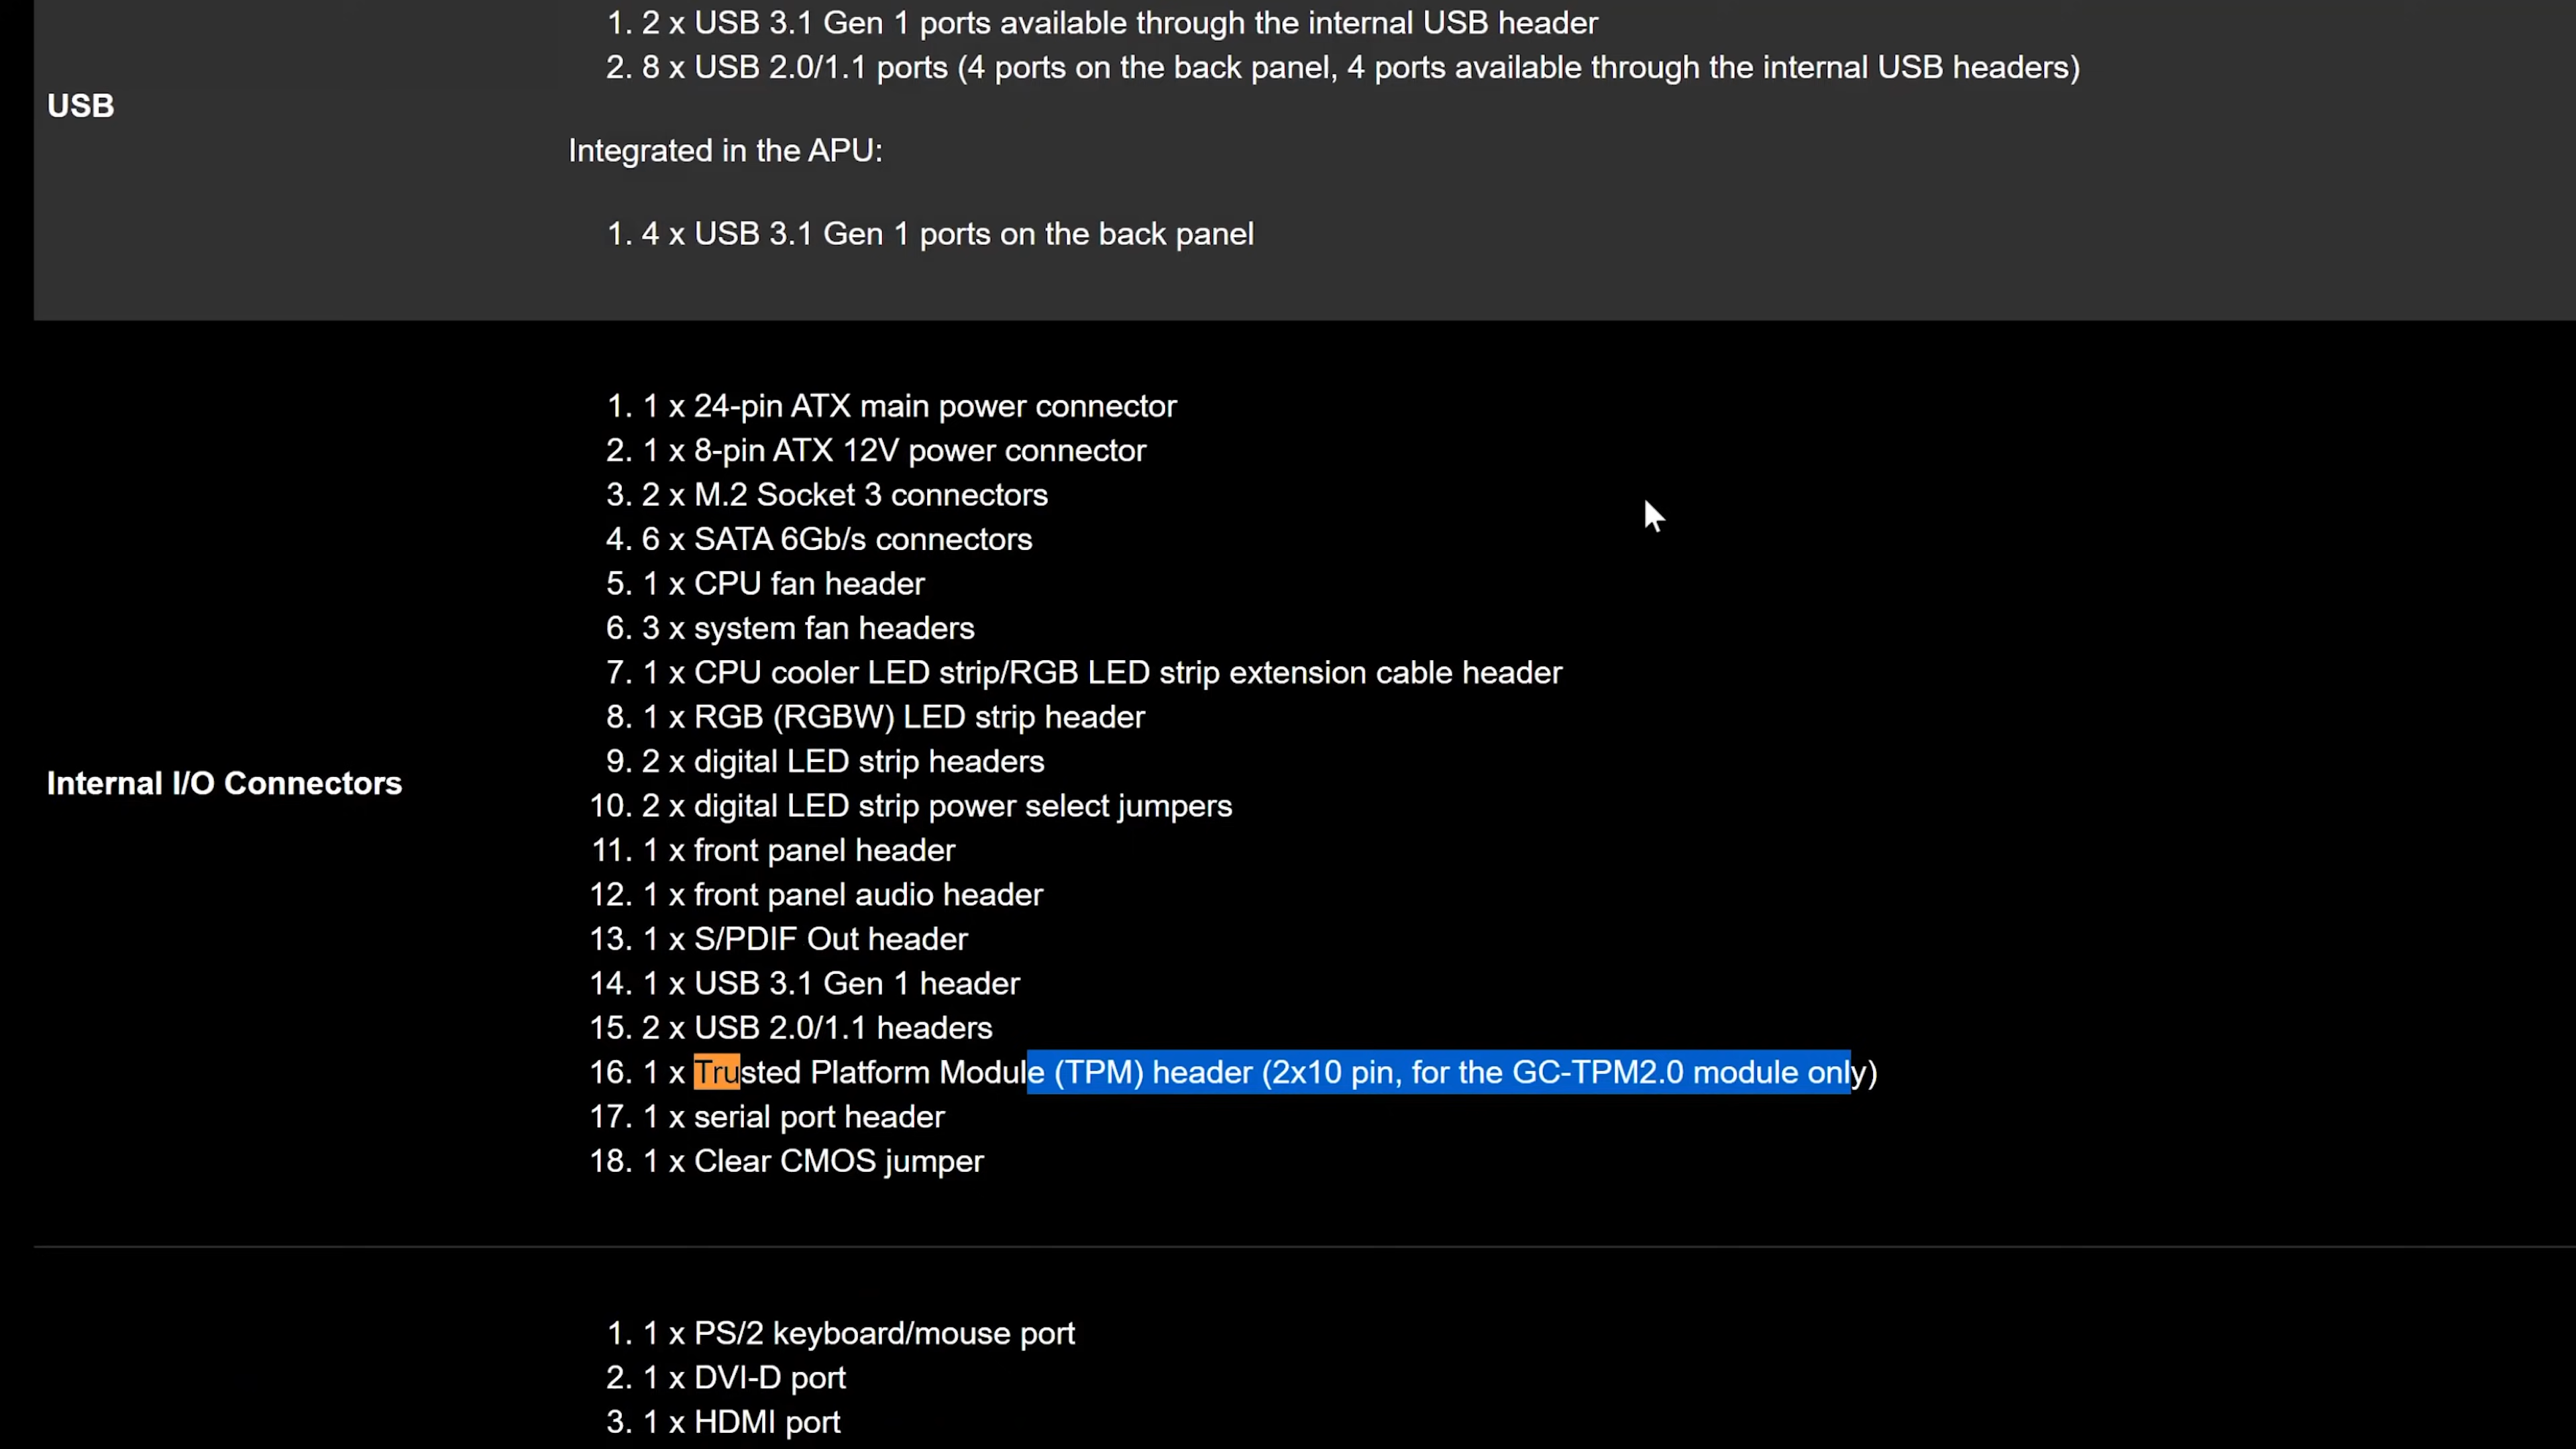 1. 2 x USB 3.1 Gen 1 ports available through the internal USB header
2. 8 x USB 2.0/1.1 ports (4 ports on the back panel, 4 ports available through the internal USB headers)
USB
Integrated in the APU:
1. 4 x USB 3.1 Gen 1 ports on the back panel
Internal I/O Connectors
1. 1 x 24-pin ATX main power connector
2. 1 x 8-pin ATX 12V power connector
3. 2 x M.2 Socket 3 connectors
4. 6 x SATA 6Gb/s connectors
5. 1 x CPU fan header
6. 3 x system fan headers
7. 1 x CPU cooler LED strip/RGB LED strip extension cable header
8. 1 x RGB (RGBW) LED strip header
9. 2 x digital LED strip headers
10. 2 x digital LED strip power select jumpers
11. 1 x front panel header
12. 1 x front panel audio header
13. 1 x S/PDIF Out header
14. 1 x USB 3.1 Gen 1 header
15. 2 x USB 2.0/1.1 headers
16. 1 x Trusted Platform Module (TPM) header (2x10 pin, for the GC-TPM2.0 module only)
17. 1 x serial port header
18. 1 x Clear CMOS jumper
1. 1 x PS/2 keyboard/mouse port
2. 1 x DVI-D port
3. 1 x HDMI port